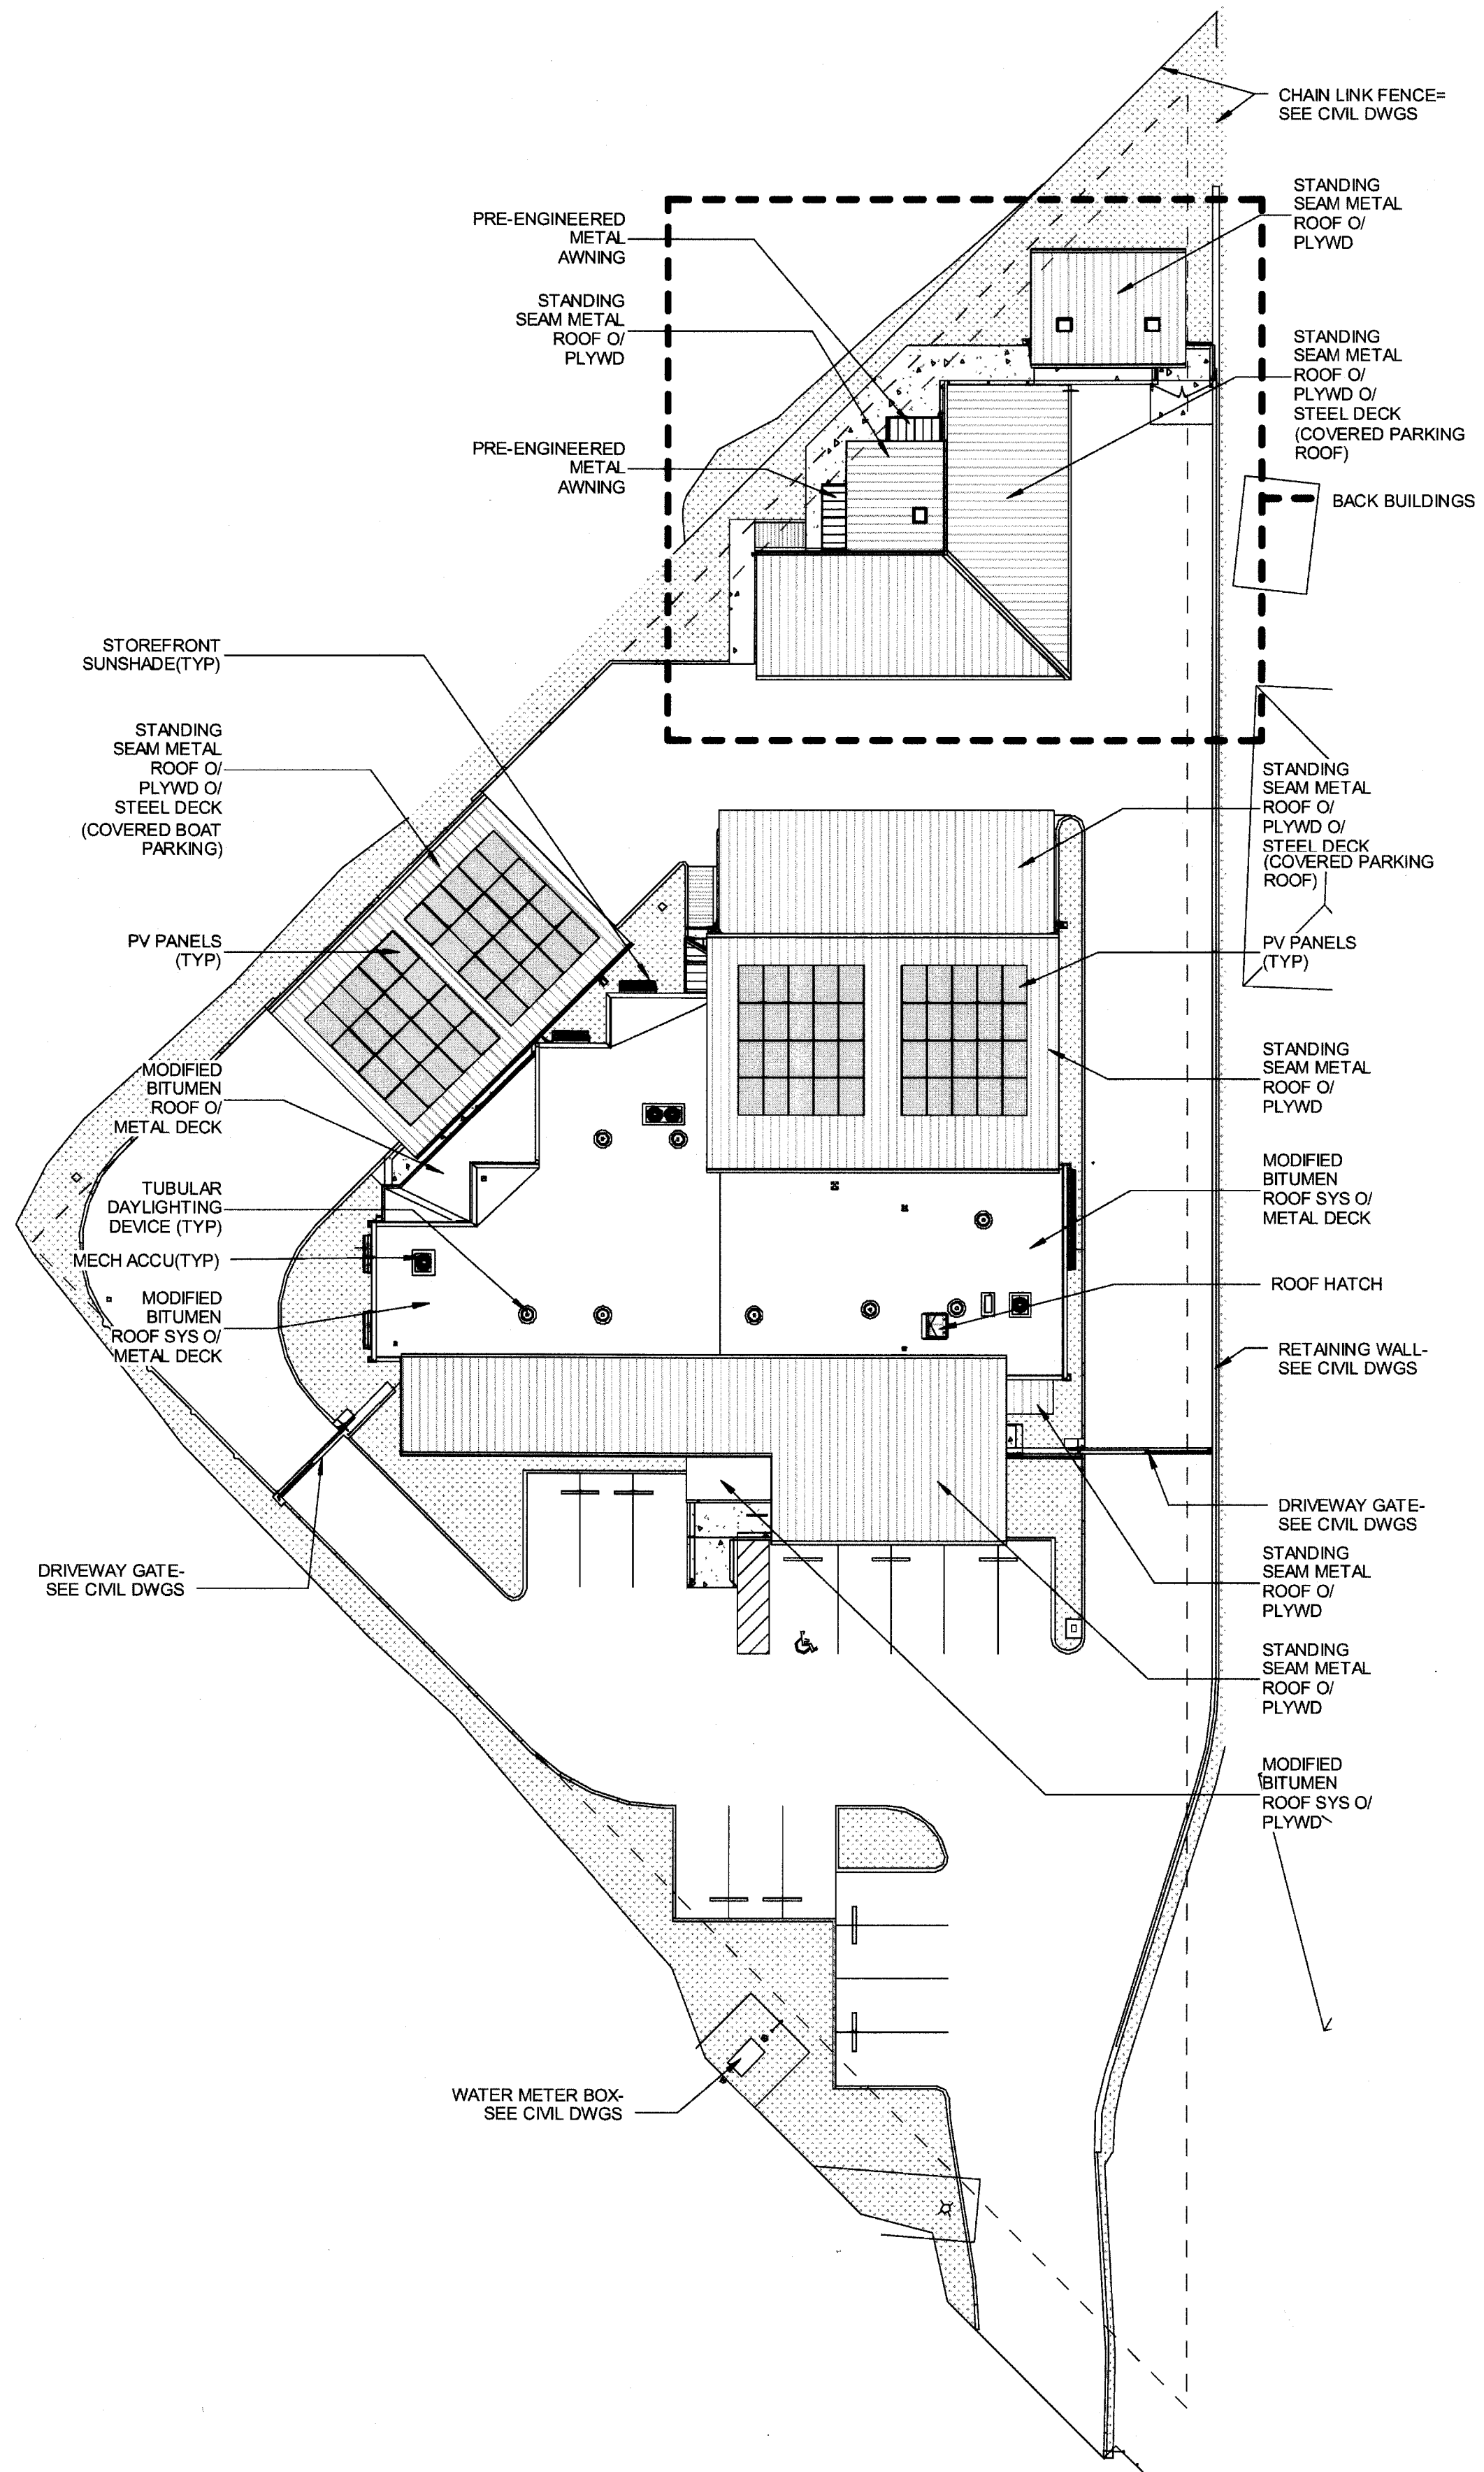 CHAIN LINK FENCE=
SEE CIVIL DWGS
STANDING
SEAM METAL
ROOF O/
PLYWD
PRE-ENGINEERED
METAL
AWNING
STANDING
SEAM METAL
ROOF O/
PLYWD
STANDING
SEAM METAL
ROOF O/
PLYWD O/
STEEL DECK
(COVERED PARKING
ROOF)
PRE-ENGINEERED
METAL
AWNING
BACK BUILDINGS
STOREFRONT
SUNSHADE(TYP)
STANDING
SEAM METAL
ROOF O/
PLYWD O/
STEEL DECK
(COVERED BOAT
PARKING)
STANDING
SEAM METAL
ROOF O/
PLYWD O/
STEEL DECK
(COVERED PARKING
ROOF)
PV PANELS
(TYP)
PV PANELS
(TYP)
MODIFIED
BITUMEN
ROOF O/
METAL DECK
STANDING
SEAM METAL
ROOF O/
PLYWD
TUBULAR
DAYLIGHTING
DEVICE (TYP)
MODIFIED
BITUMEN
ROOF SYS O/
METAL DECK
MECH ACCU(TYP)
ROOF HATCH
MODIFIED
BITUMEN
ROOF SYS O/
METAL DECK
RETAINING WALL-
SEE CIVIL DWGS
DRIVEWAY GATE-
SEE CIVIL DWGS
DRIVEWAY GATE-
SEE CIVIL DWGS
STANDING
SEAM METAL
ROOF O/
PLYWD
STANDING
SEAM METAL
ROOF O/
PLYWD
MODIFIED
BITUMEN
ROOF SYS O/
PLYWD
WATER METER BOX-
SEE CIVIL DWGS